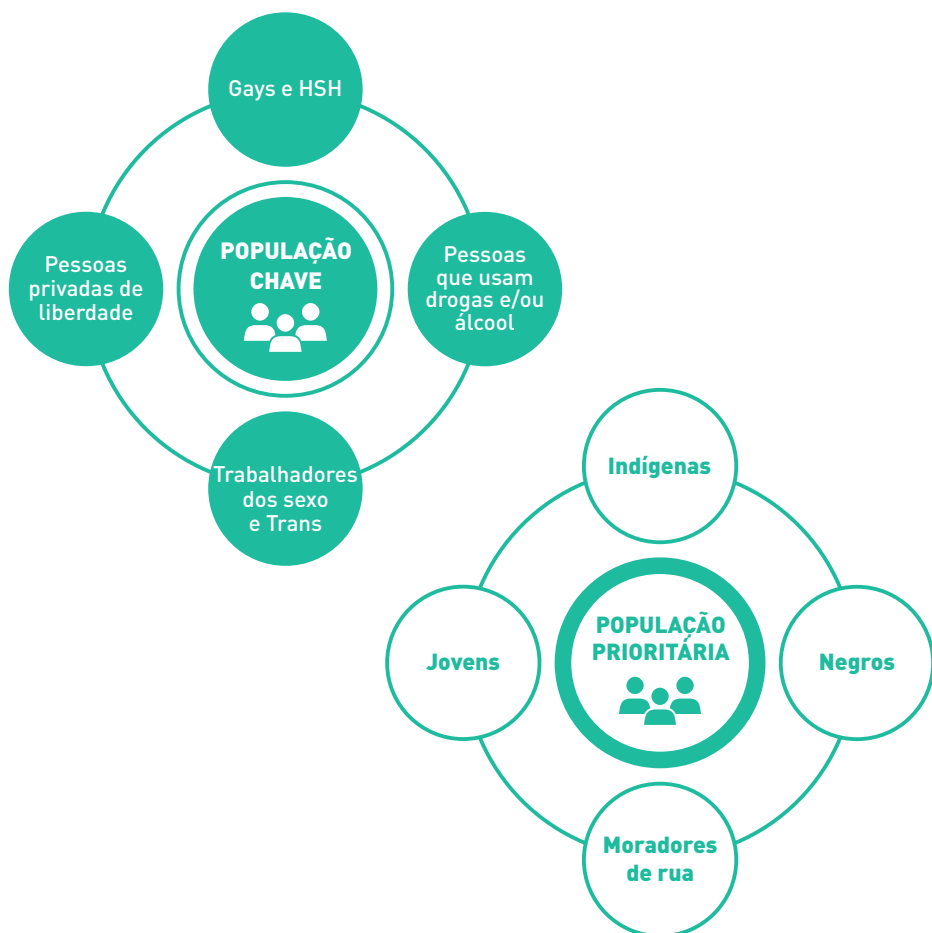 Gays e HSH
Pessoas
privadas de
liberdade
POPULAÇÃO
CHAVE
Pessoas
que usam
drogas e/ou
álcool
Trabalhadores
dos sexo
e Trans
Indígenas
Jovens
POPULAÇÃO
PRIORITÁRIA
Negros
Moradores
de rua